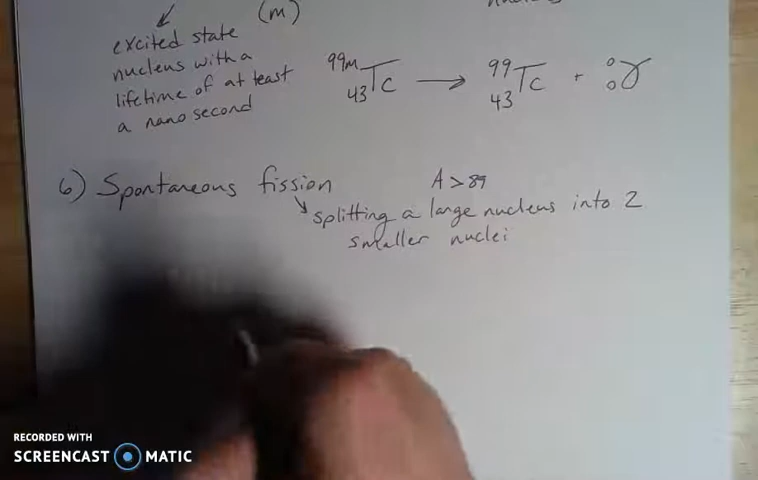 (m)
excited state
nucleus with a
lifetime of at least
a nano second
99m 43 Tc → 99 43 Tc + 0 0 γ
6) Spontaneous fission A > 89
splitting a large nucleus into 2
smaller nuclei
RECORDED WITH
SCREENCAST MATIC